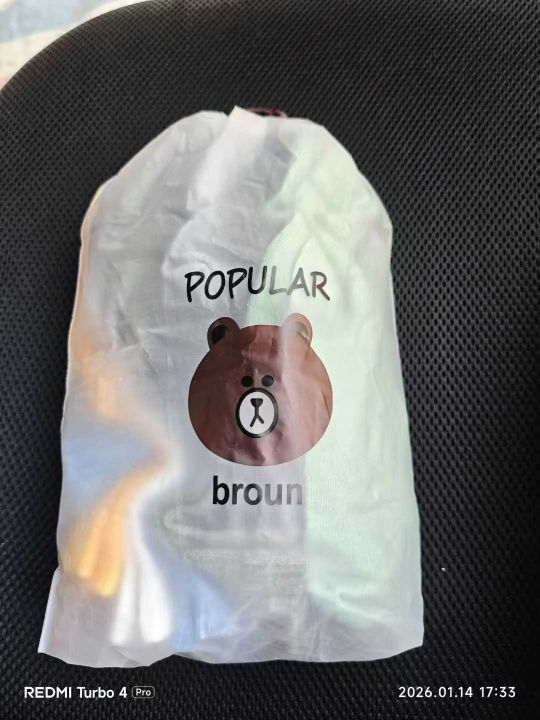 POPULAR
broun
REDMI Turbo 4 Pro
2026.01.14 17:33